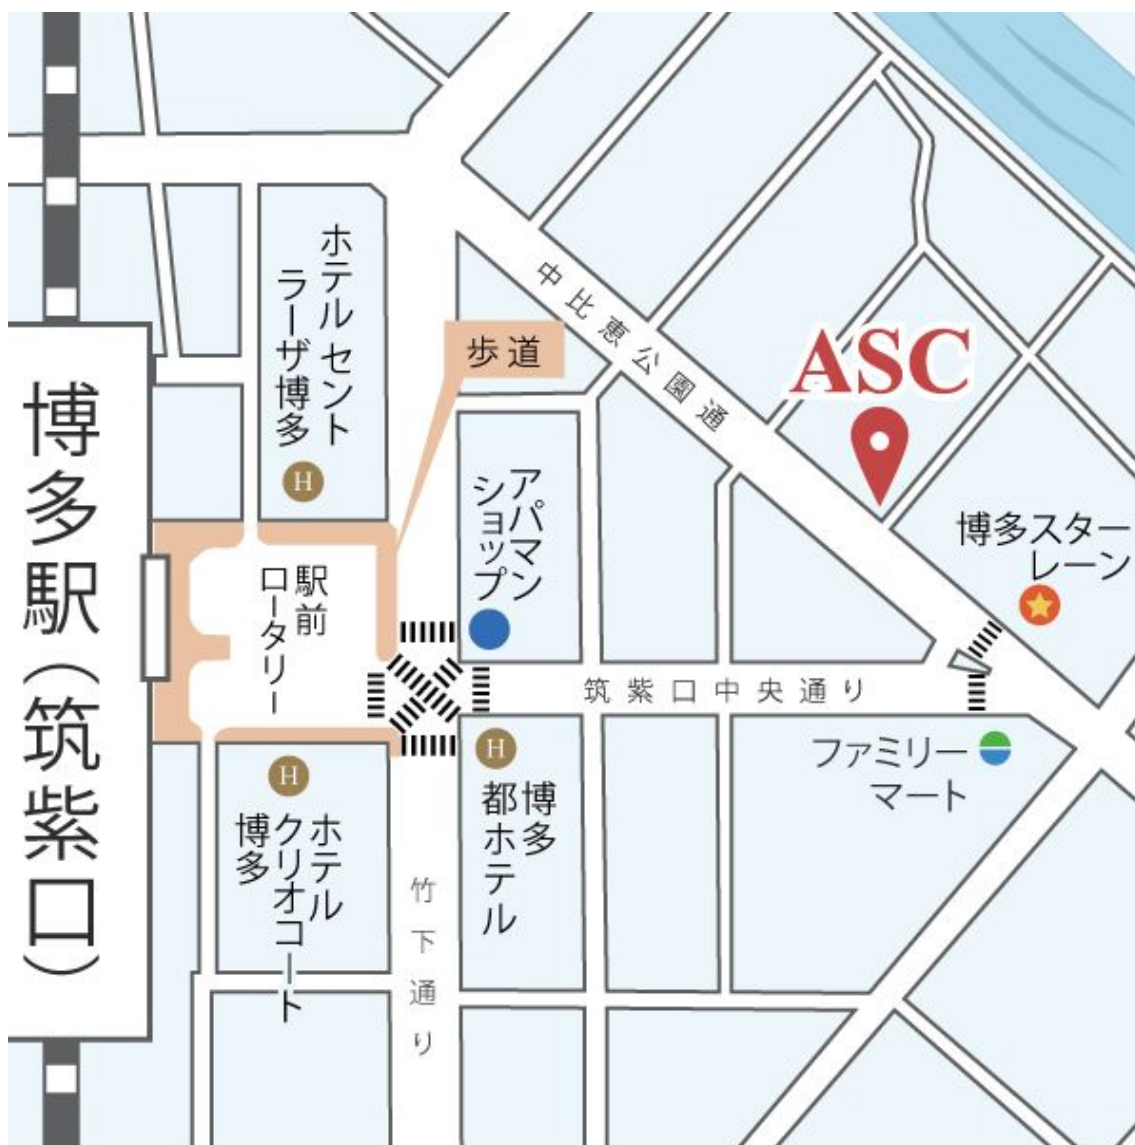 博多駅（筑紫口）
ホテルセント
ラーザ博多
H
歩道
中比恵公園通
ASC
アパマン
ショップ
博多スター
レーン
駅前
ロータリー
筑紫口中央通り
ファミリー
マート
H
ホテル
クリオコート
博多
H
博多
都ホテル
竹下通り